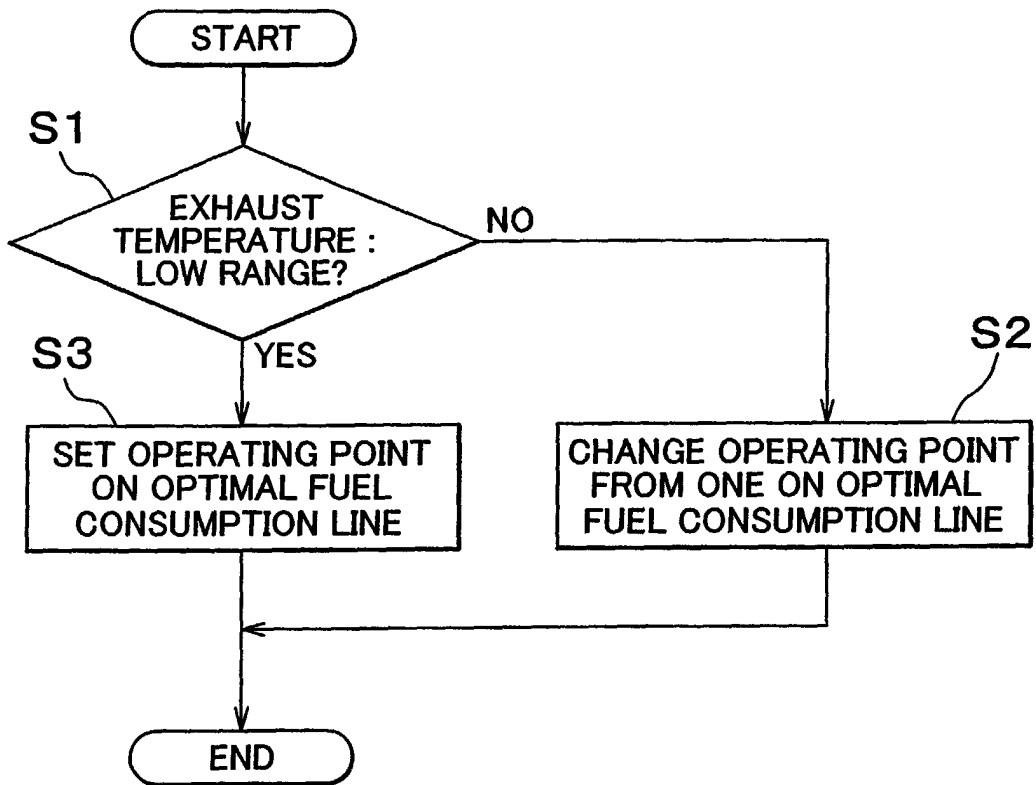 START
S1
EXHAUST
TEMPERATURE :
LOW RANGE?
NO
YES
S3
S2
SET OPERATING POINT
ON OPTIMAL FUEL
CONSUMPTION LINE
CHANGE OPERATING POINT
FROM ONE ON OPTIMAL
FUEL CONSUMPTION LINE
END